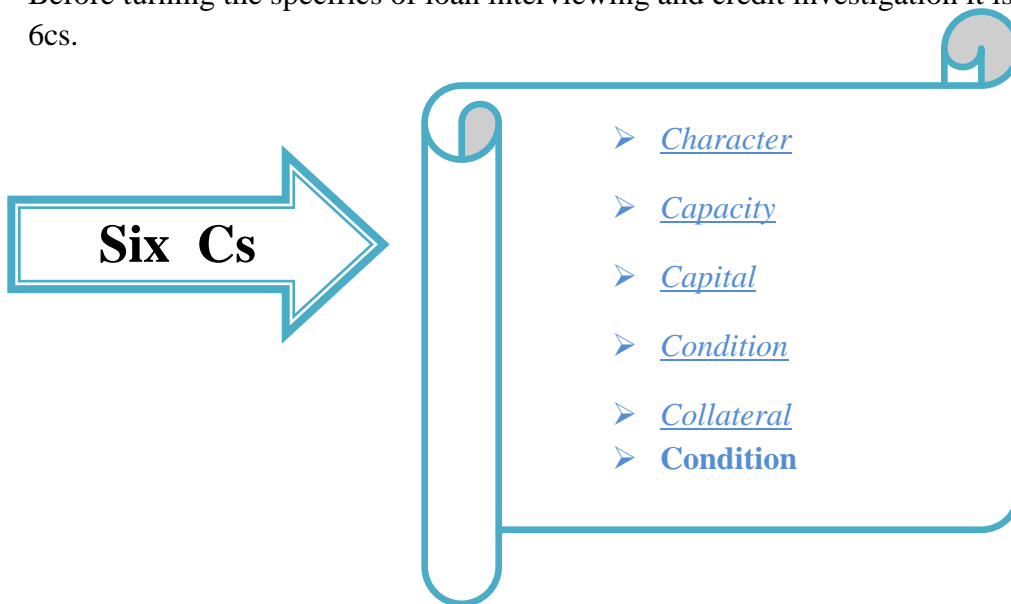 Before turning the specifics of loan interviewing and credit investigation it is
6cs.
Six Cs
➢ Character
➢ Capacity
➢ Capital
➢ Condition
➢ Collateral
➢ Condition